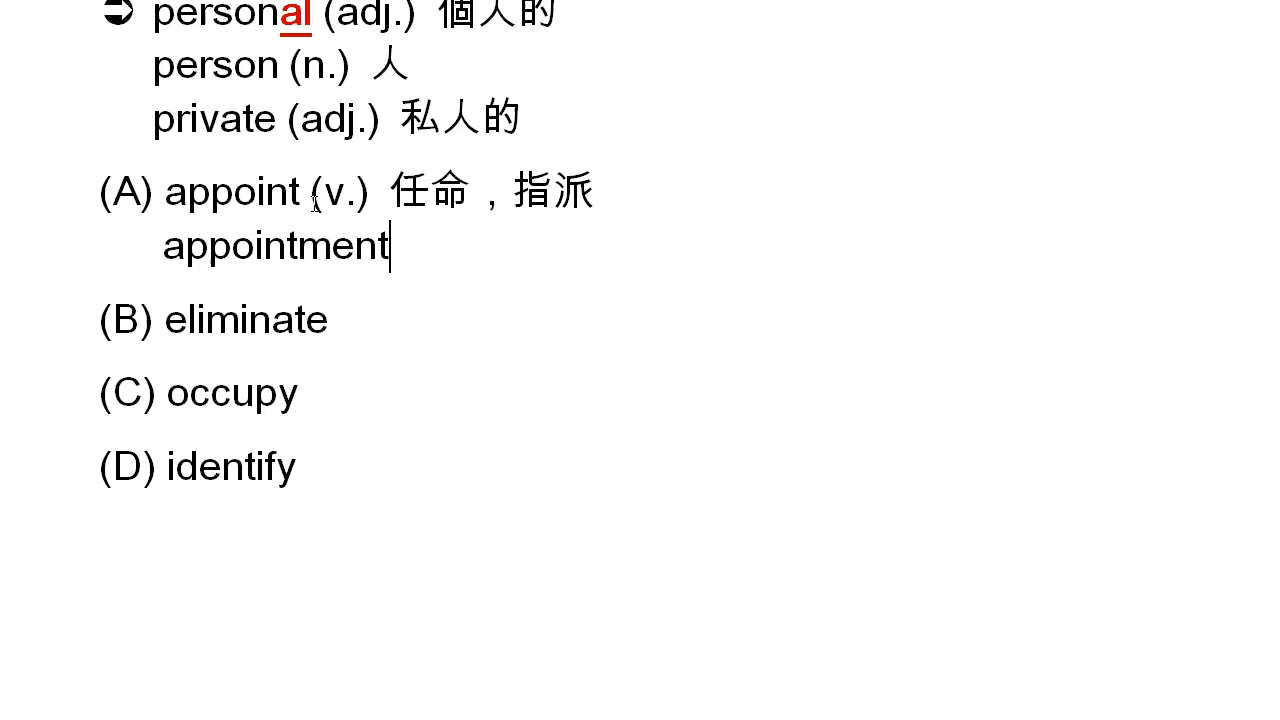 ➲ personal (adj.) 個人的
person (n.) 人
private (adj.) 私人的
(A) appoint (v.) 任命，指派
appointment
(B) eliminate
(C) occupy
(D) identify